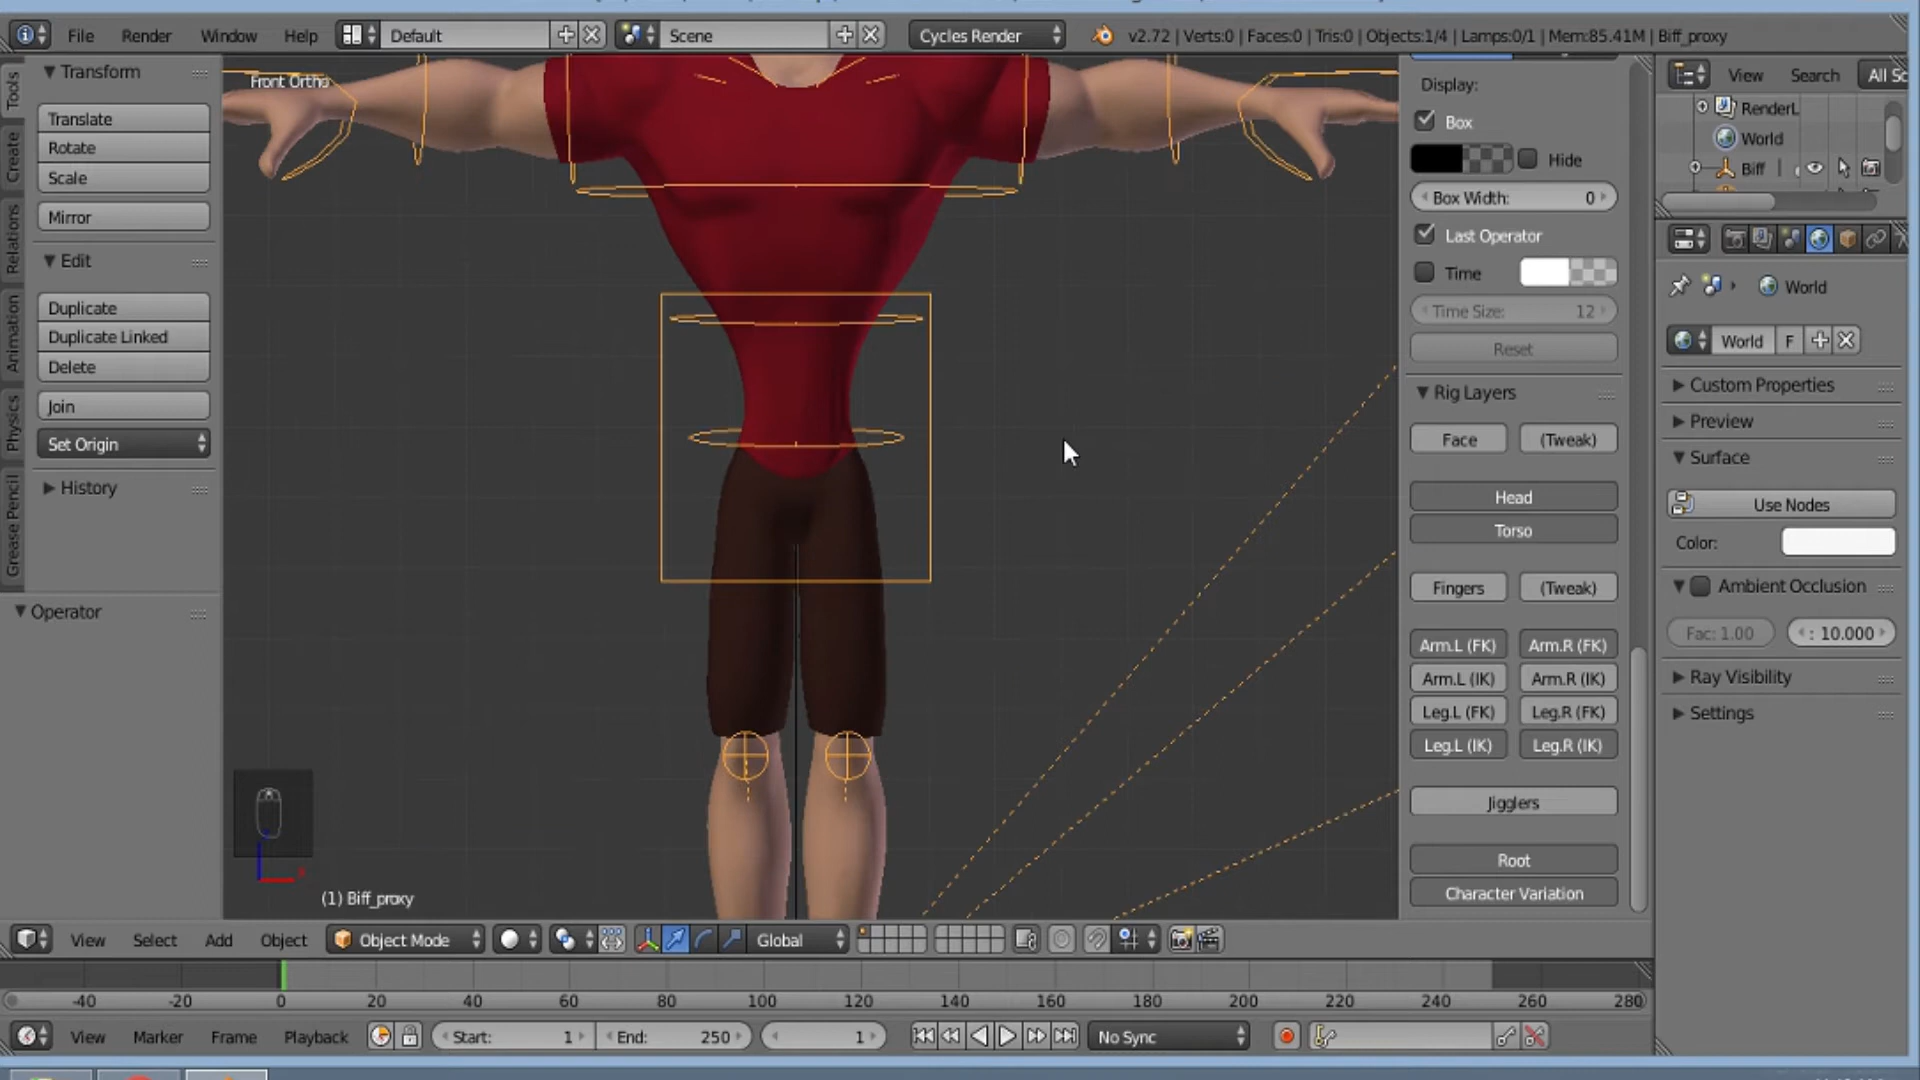 File Render Window Help Default Scene Cycles Render v2.72 | Verts:0 | Faces:0 | Tris:0 | Objects:1/4 | Lamps:0/1 | Mem:85.41M | Biff_proxy
Tools
Create
Relations
Animation
Physics
Grease Pencil
Transform
Translate
Rotate
Scale
Mirror
Edit
Duplicate
Duplicate Linked
Delete
Join
Set Origin
History
Operator
Front Ortho
(1) Biff_proxy
Display:
Box
Hide
Box Width: 0
Last Operator
Time
Time Size: 12
Reset
Rig Layers
Face (Tweak)
Head
Torso
Fingers (Tweak)
Arm.L (FK) Arm.R (FK)
Arm.L (IK) Arm.R (IK)
Leg.L (FK) Leg.R (FK)
Leg.L (IK) Leg.R (IK)
Jigglers
Root
Character Variation
View Search All Sc
RenderL
World
Biff
World
World F
Custom Properties
Preview
Surface
Use Nodes
Color:
Ambient Occlusion
Fac: 1.00 : 10.000
Ray Visibility
Settings
View Select Add Object Object Mode Global
-40 -20 0 20 40 60 80 100 120 140 160 180 200 220 240 260 280
View Marker Frame Playback Start: 1 End: 250 1 No Sync